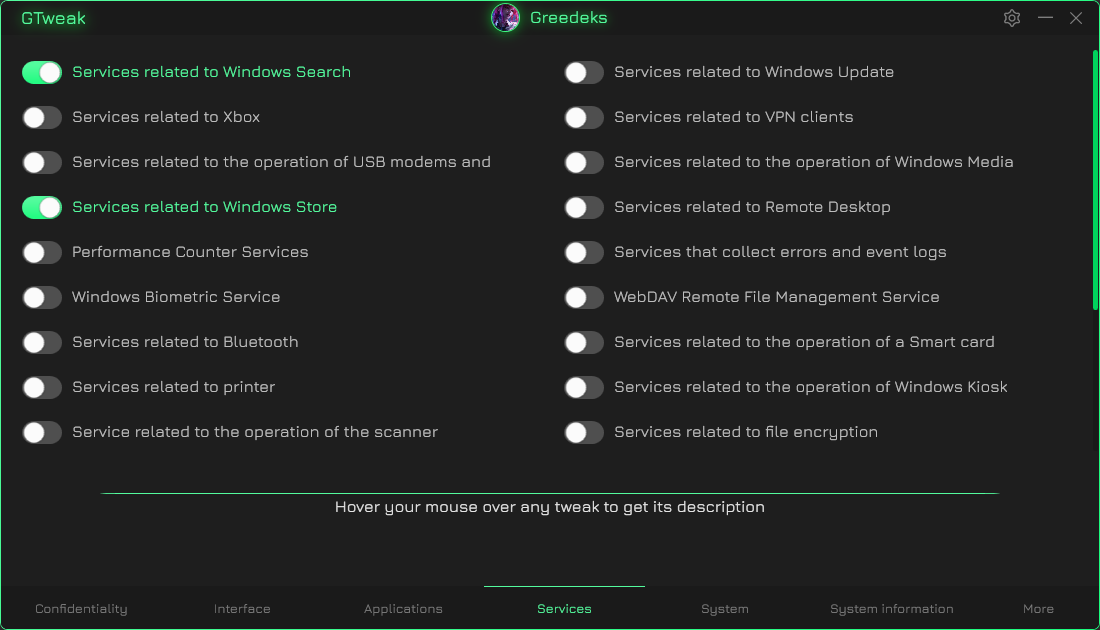 GTweak
Greedeks
Services related to Windows Search
Services related to Windows Update
Services related to Xbox
Services related to VPN clients
Services related to the operation of USB modems and
Services related to the operation of Windows Media
Services related to Windows Store
Services related to Remote Desktop
Performance Counter Services
Services that collect errors and event logs
Windows Biometric Service
WebDAV Remote File Management Service
Services related to Bluetooth
Services related to the operation of a Smart card
Services related to printer
Services related to the operation of Windows Kiosk
Service related to the operation of the scanner
Services related to file encryption
Hover your mouse over any tweak to get its description
Confidentiality
Interface
Applications
Services
System
System information
More